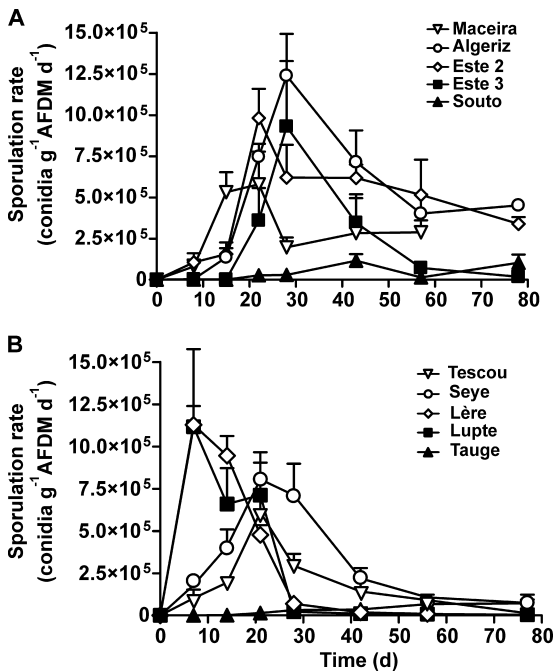 A
Sporulation rate
(conidia g⁻¹ AFDM d⁻¹)
15.0×10⁵
12.5×10⁵
10.0×10⁵
7.5×10⁵
5.0×10⁵
2.5×10⁵
0
0 10 20 30 40 50 60 70 80
Maceira
Algeriz
Este 2
Este 3
Souto
B
Sporulation rate
(conidia g⁻¹ AFDM d⁻¹)
15.0×10⁵
12.5×10⁵
10.0×10⁵
7.5×10⁵
5.0×10⁵
2.5×10⁵
0
0 10 20 30 40 50 60 70 80
Tescou
Seye
Lère
Lupte
Tauge
Time (d)